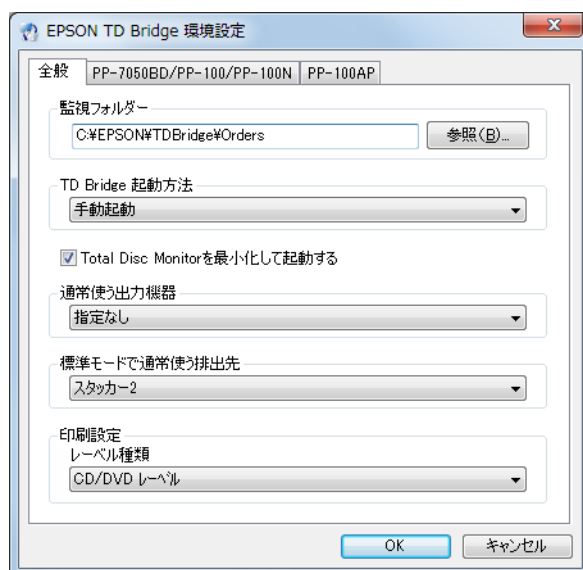 EPSON TD Bridge 環境設定
全般 PP-7050BD/PP-100/PP-100N PP-100AP
監視フォルダー
C:¥EPSON¥TDBridge¥Orders 参照(B)...
TD Bridge 起動方法
手動起動
Total Disc Monitorを最小化して起動する
通常使う出力機器
指定なし
標準モードで通常使う排出先
スタッカー2
印刷設定
レーベル種類
CD/DVD レーベル
OK キャンセル